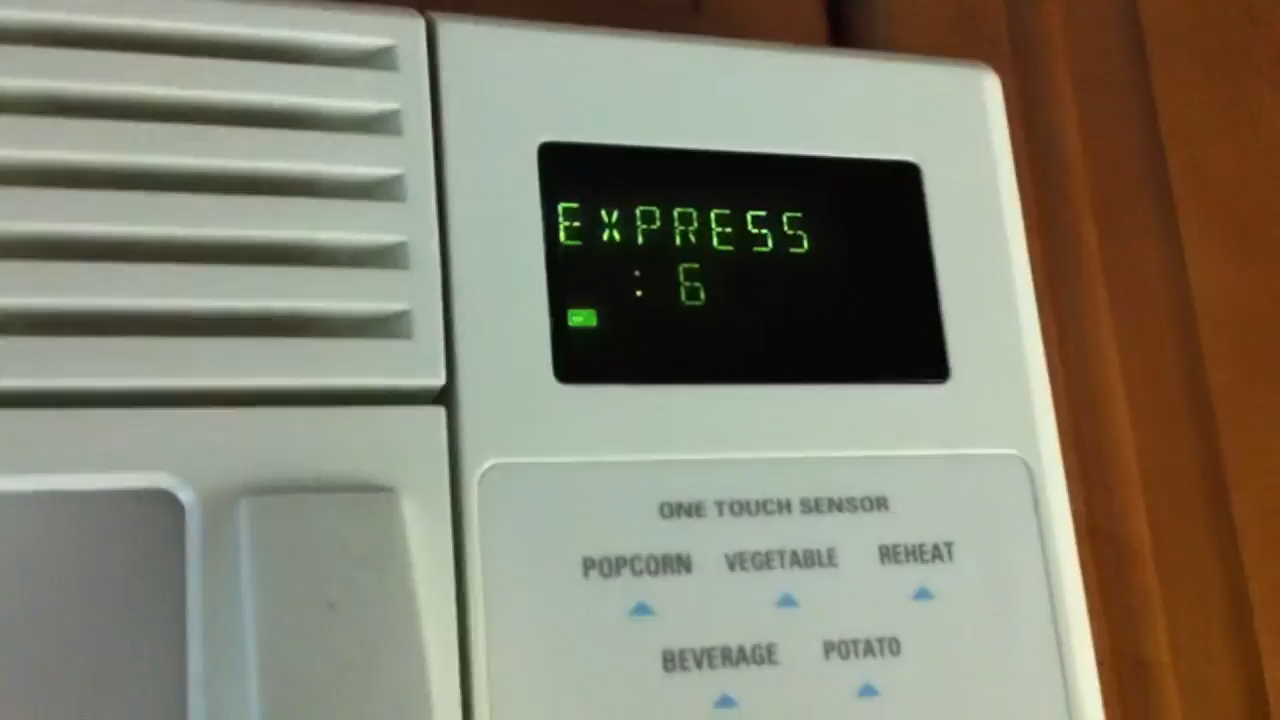 EXPRESS
: 6
ONE TOUCH SENSOR
POPCORN VEGETABLE REHEAT
BEVERAGE POTATO